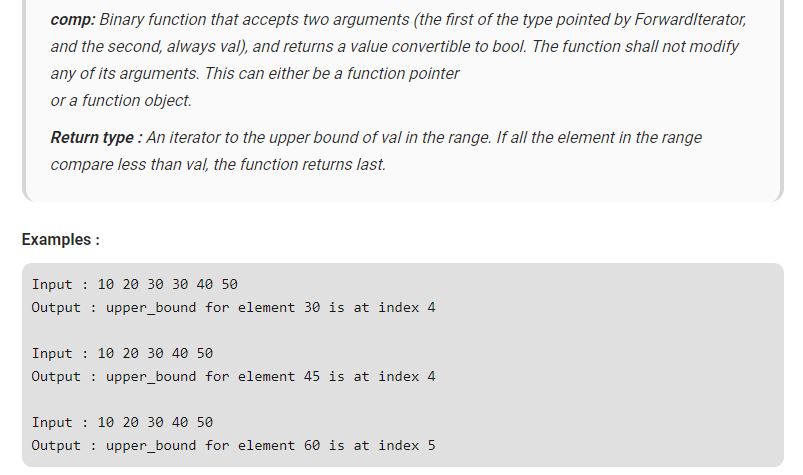 comp: Binary function that accepts two arguments (the first of the type pointed by ForwardIterator,
and the second, always val), and returns a value convertible to bool. The function shall not modify
any of its arguments. This can either be a function pointer
or a function object.
Return type : An iterator to the upper bound of val in the range. If all the element in the range
compare less than val, the function returns last.
Examples :
Input : 10 20 30 30 40 50
Output : upper_bound for element 30 is at index 4
Input : 10 20 30 40 50
Output : upper_bound for element 45 is at index 4
Input : 10 20 30 40 50
Output : upper_bound for element 60 is at index 5